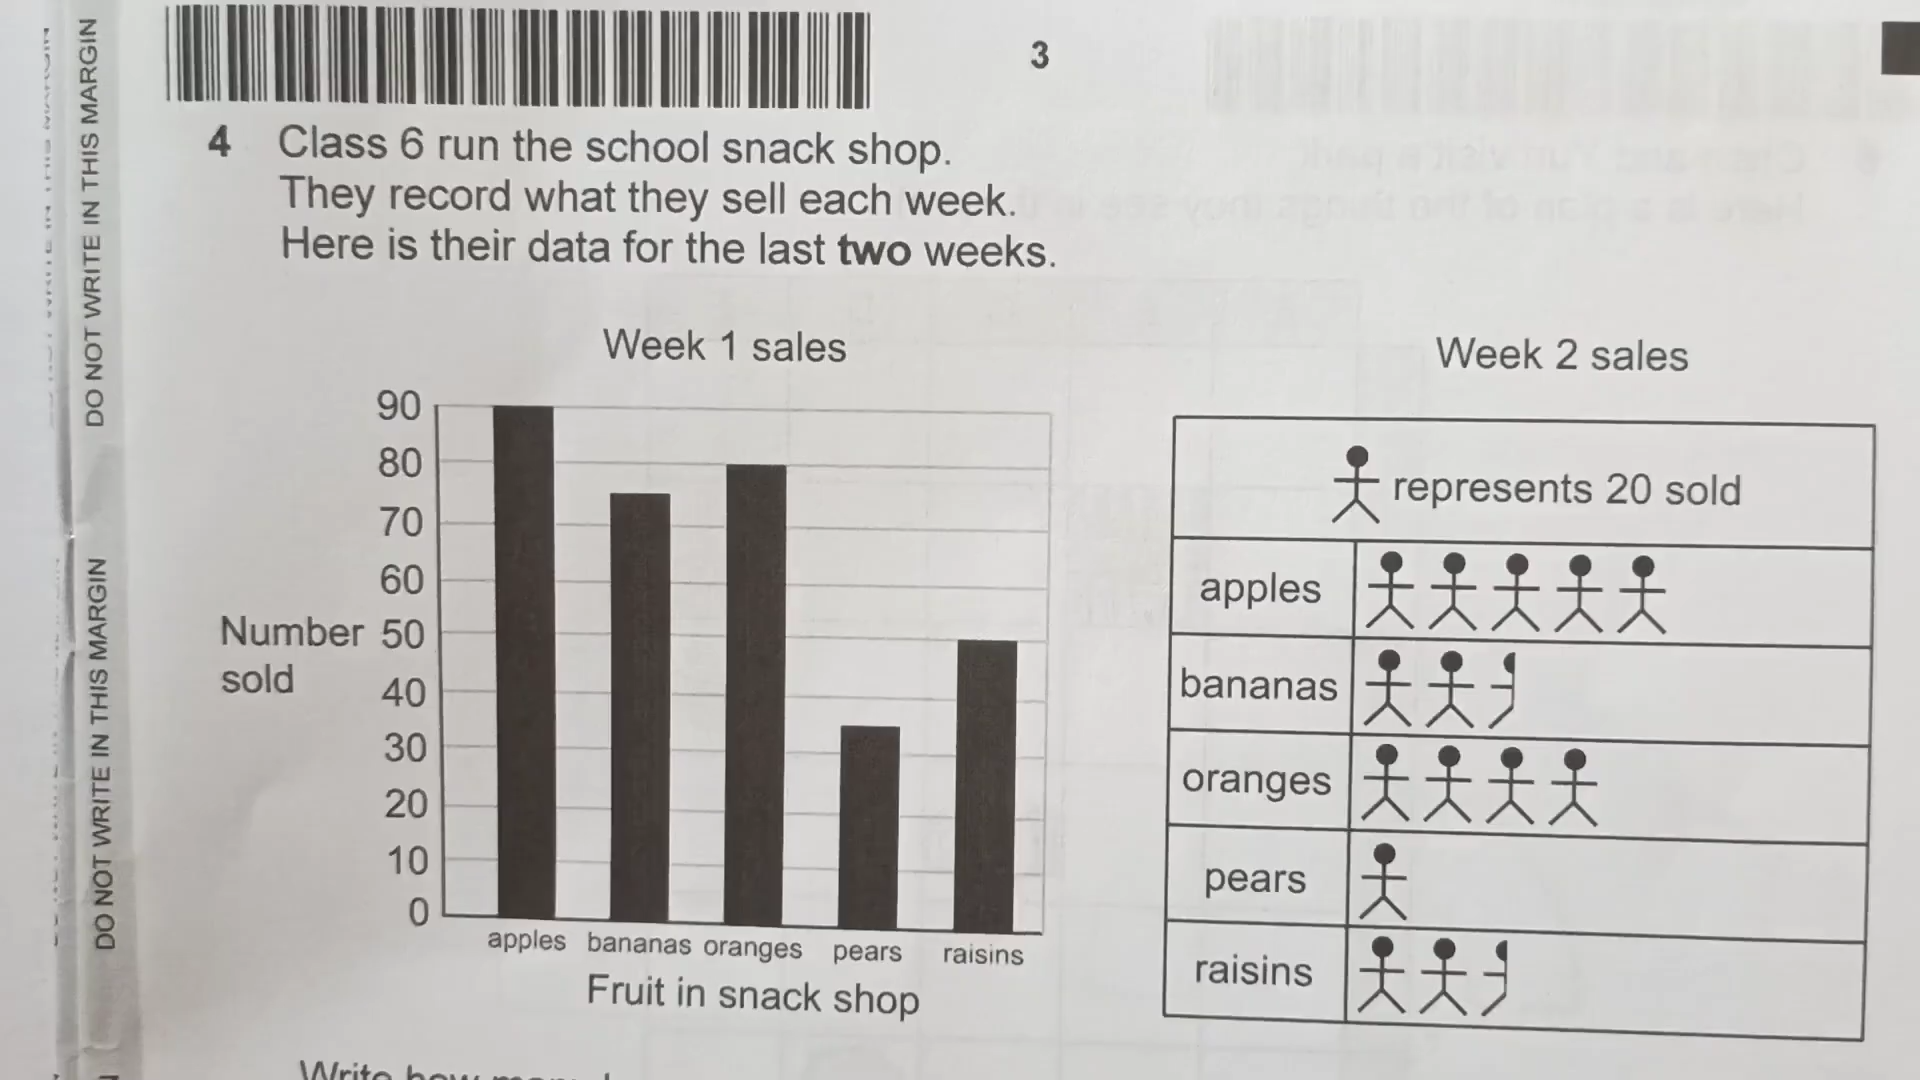 DO NOT WRITE IN THIS MARGIN
DO NOT WRITE IN THIS MARGIN
3
4 Class 6 run the school snack shop.
They record what they sell each week.
Here is their data for the last two weeks.
Week 1 sales
90
80
70
60
50
40
30
20
10
0
Number
sold
apples bananas oranges pears raisins
Fruit in snack shop
Week 2 sales
represents 20 sold
apples
bananas
oranges
pears
raisins
Write how many